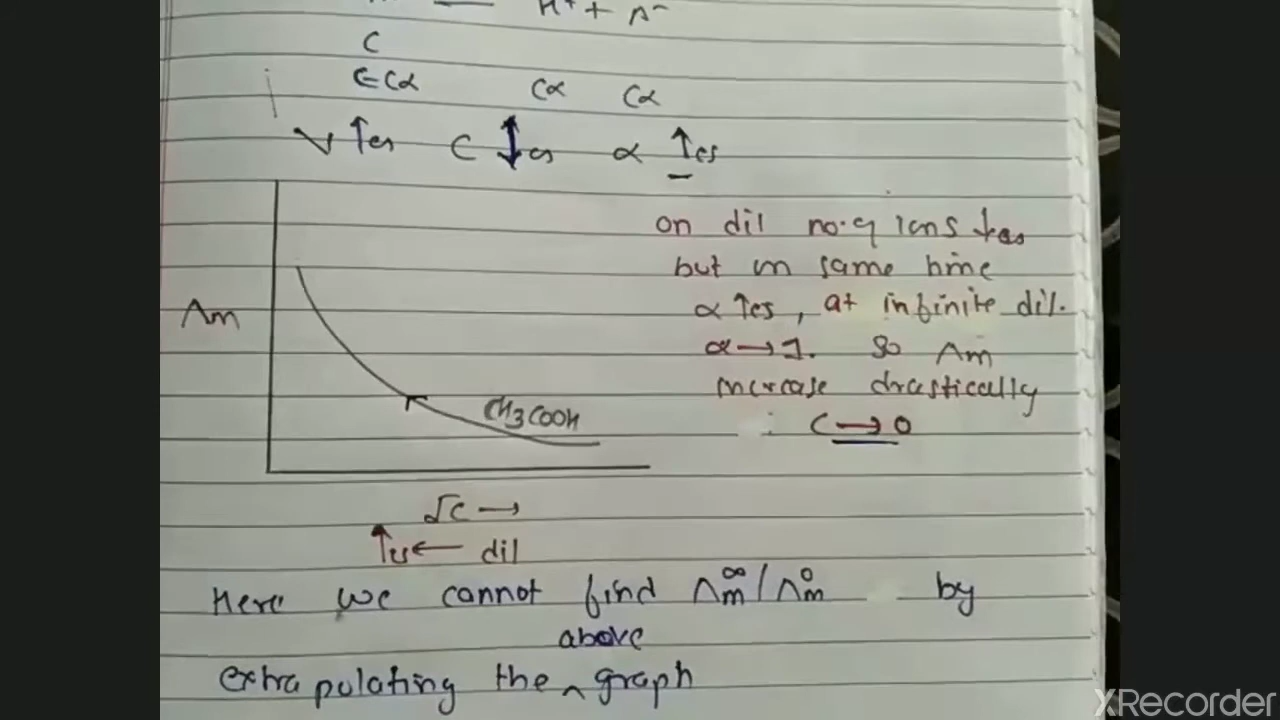 H⁺ + A⁻
C
C-Cα Cα Cα
V ↑es C ↓es α ↑es
on dil no. of ions ↓es
but in same time
α ↑es, at infinite dil.
α → 1. So Λm
increase drastically
C → 0
Λm
CH3COOH
√C →
↑es ← dil
Here we cannot find Λm^∞ / Λm^0 by
above
extrapolating the ^ graph
XRecorder